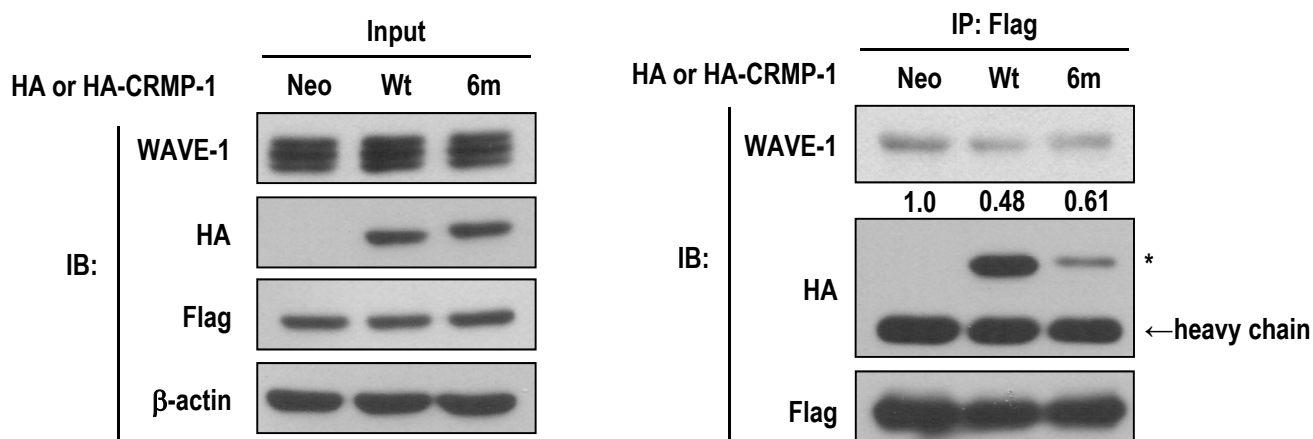 Input
HA or HA-CRMP-1 Neo Wt 6m
IB:
WAVE-1
HA
Flag
β-actin
IP: Flag
HA or HA-CRMP-1 Neo Wt 6m
IB:
WAVE-1
1.0 0.48 0.61
HA
*
←heavy chain
Flag